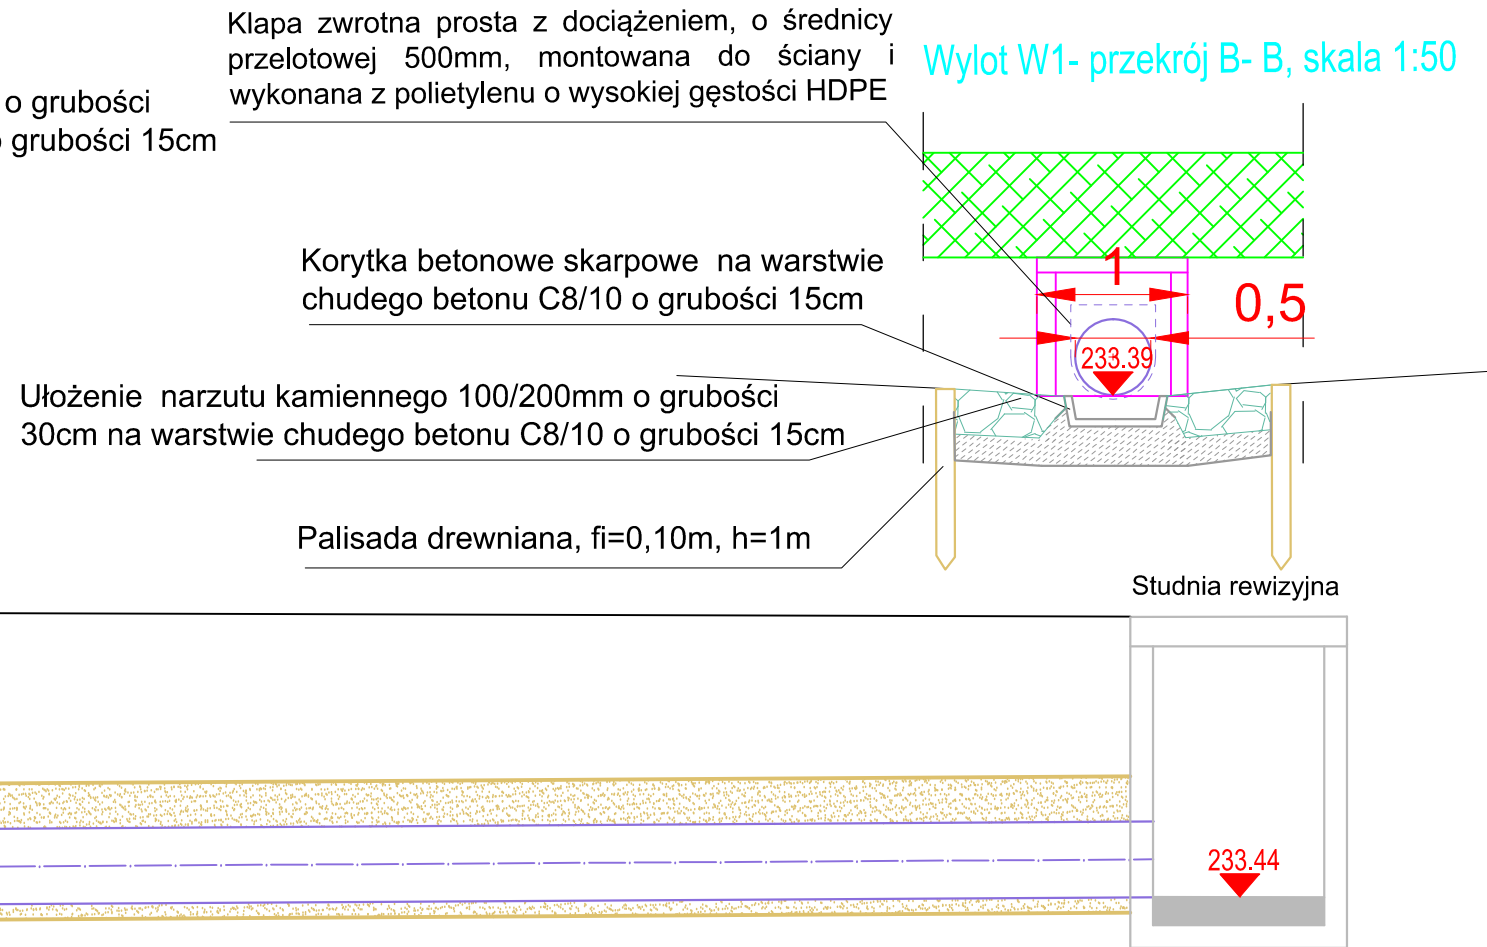 Klapa zwrotna prosta z dociążeniem, o średnicy
przelotowej 500mm, montowana do ściany i
wykonana z polietylenu o wysokiej gęstości HDPE
Wylot W1- przekrój B- B, skala 1:50
o grubości
o grubości 15cm
Korytka betonowe skarpowe na warstwie
chudego betonu C8/10 o grubości 15cm
1
0,5
233.39
Ułożenie narzutu kamiennego 100/200mm o grubości
30cm na warstwie chudego betonu C8/10 o grubości 15cm
Palisada drewniana, fi=0,10m, h=1m
Studnia rewizyjna
233.44